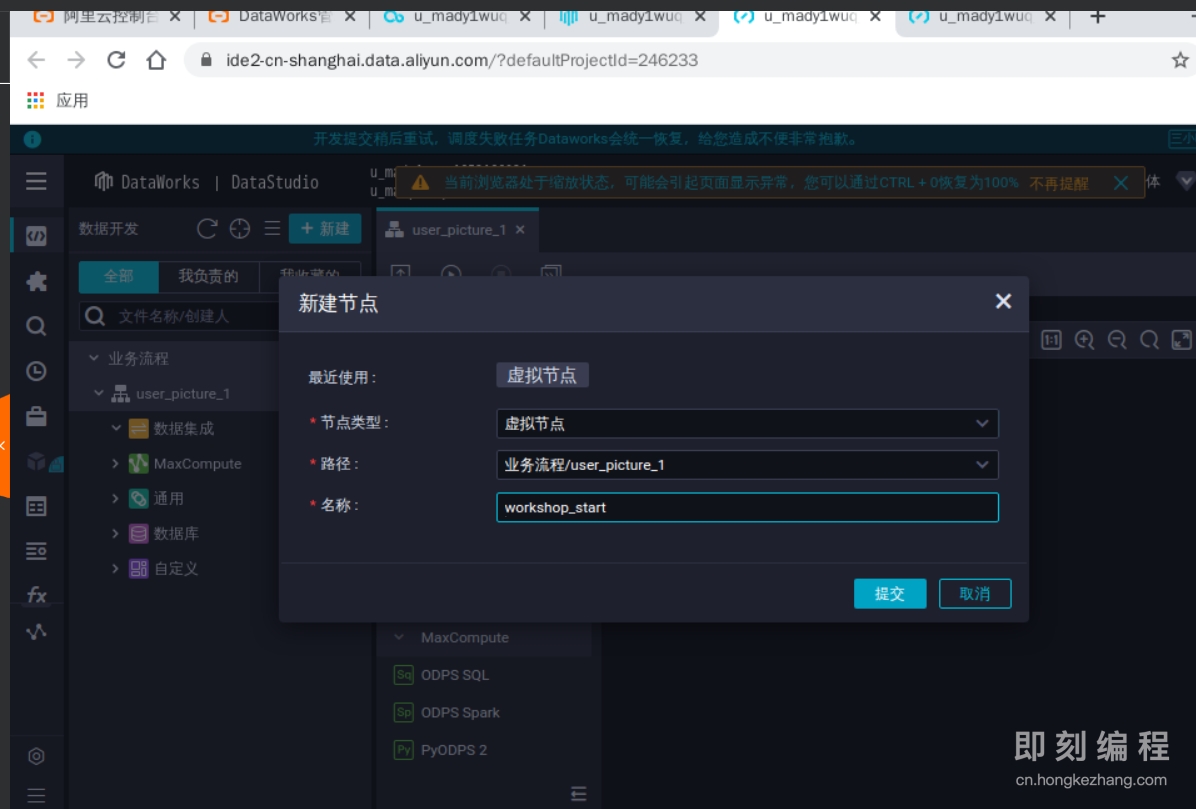 阿里云控制台
DataWorks管
u_mady1wuq
u_mady1wuq
u_mady1wuq
u_mady1wuq
ide2-cn-shanghai.data.aliyun.com/?defaultProjectId=246233
应用
开发提交稍后重试，调度失败任务Dataworks会统一恢复，给您造成不便非常抱歉。
DataWorks | DataStudio
当前浏览器处于缩放状态，可能会引起页面显示异常，您可以通过CTRL + 0恢复为100%
不再提醒
体
数据开发
+ 新建
user_picture_1
全部
我负责的
我收藏的
文件名称/创建人
新建节点
业务流程
user_picture_1
数据集成
MaxCompute
通用
数据库
自定义
fx
最近使用：
虚拟节点
* 节点类型：
虚拟节点
* 路径：
业务流程/user_picture_1
* 名称：
workshop_start
提交
取消
1:1
MaxCompute
Sq ODPS SQL
Sp ODPS Spark
Py PyODPS 2
即刻编程
cn.hongkezhang.com